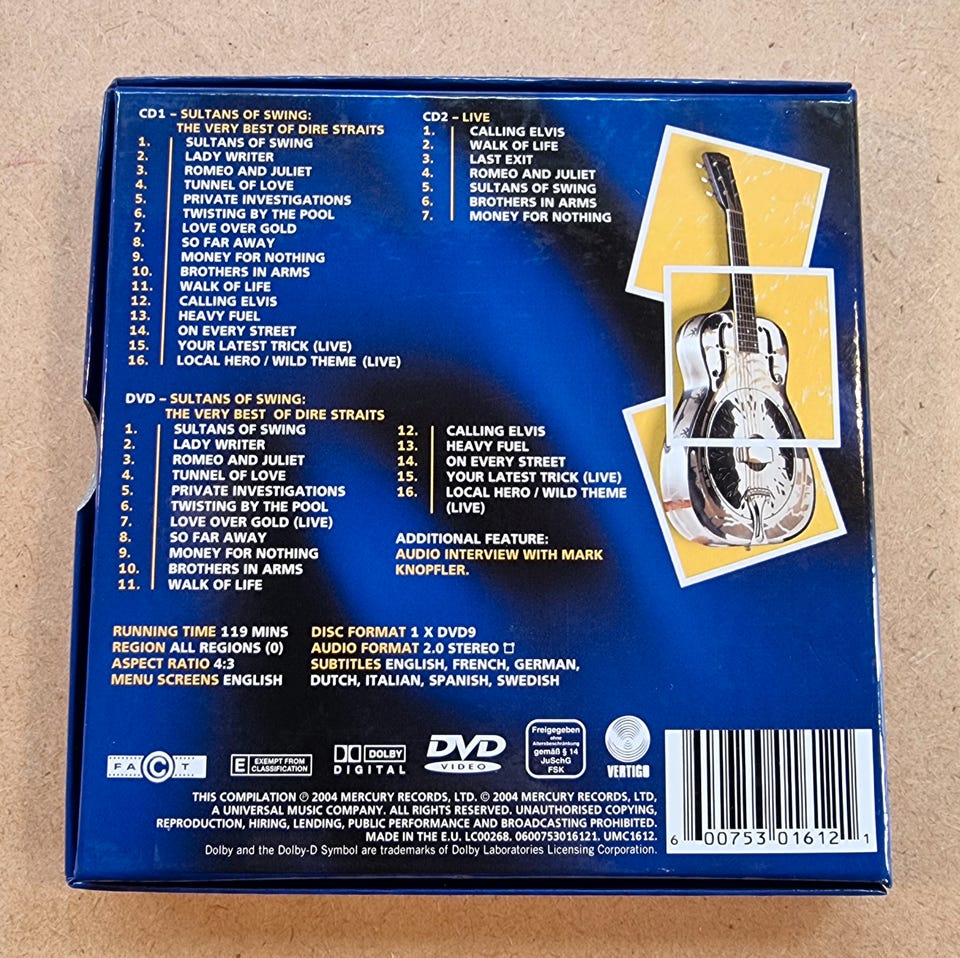 CD1 – SULTANS OF SWING:
THE VERY BEST OF DIRE STRAITS
1. SULTANS OF SWING
2. LADY WRITER
3. ROMEO AND JULIET
4. TUNNEL OF LOVE
5. PRIVATE INVESTIGATIONS
6. TWISTING BY THE POOL
7. LOVE OVER GOLD
8. SO FAR AWAY
9. MONEY FOR NOTHING
10. BROTHERS IN ARMS
11. WALK OF LIFE
12. CALLING ELVIS
13. HEAVY FUEL
14. ON EVERY STREET
15. YOUR LATEST TRICK (LIVE)
16. LOCAL HERO / WILD THEME (LIVE)
CD2 – LIVE
1. CALLING ELVIS
2. WALK OF LIFE
3. LAST EXIT
4. ROMEO AND JULIET
5. SULTANS OF SWING
6. BROTHERS IN ARMS
7. MONEY FOR NOTHING
DVD – SULTANS OF SWING:
THE VERY BEST OF DIRE STRAITS
1. SULTANS OF SWING
2. LADY WRITER
3. ROMEO AND JULIET
4. TUNNEL OF LOVE
5. PRIVATE INVESTIGATIONS
6. TWISTING BY THE POOL
7. LOVE OVER GOLD (LIVE)
8. SO FAR AWAY
9. MONEY FOR NOTHING
10. BROTHERS IN ARMS
11. WALK OF LIFE
12. CALLING ELVIS
13. HEAVY FUEL
14. ON EVERY STREET
15. YOUR LATEST TRICK (LIVE)
16. LOCAL HERO / WILD THEME
(LIVE)
ADDITIONAL FEATURE:
AUDIO INTERVIEW WITH MARK
KNOPFLER.
RUNNING TIME 119 MINS
REGION ALL REGIONS (0)
ASPECT RATIO 4:3
MENU SCREENS ENGLISH
DISC FORMAT 1 X DVD9
AUDIO FORMAT 2.0 STEREO
SUBTITLES ENGLISH, FRENCH, GERMAN,
DUTCH, ITALIAN, SPANISH, SWEDISH
FACT
E EXEMPT FROM
CLASSIFICATION
DOLBY
DIGITAL
DVD
VIDEO
Freigegeben
ohne
Altersbeschränkung
gemäß § 14
JuSchG
FSK
VERTIGO
THIS COMPILATION ℗ 2004 MERCURY RECORDS, LTD. © 2004 MERCURY RECORDS, LTD,
A UNIVERSAL MUSIC COMPANY. ALL RIGHTS RESERVED. UNAUTHORISED COPYING,
REPRODUCTION, HIRING, LENDING, PUBLIC PERFORMANCE AND BROADCASTING PROHIBITED.
MADE IN THE E.U. LC00268. 0600753016121. UMC1612.
Dolby and the Dolby-D Symbol are trademarks of Dolby Laboratories Licensing Corporation.
6 00753 01612 1